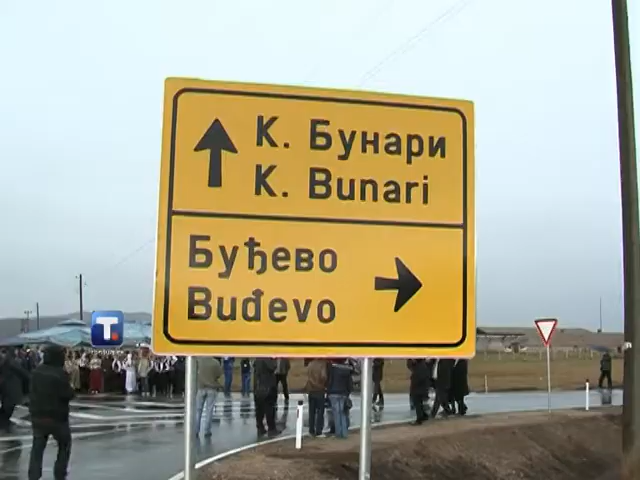 К. Бунари
K. Bunari
Буђево
Buđevo
T.